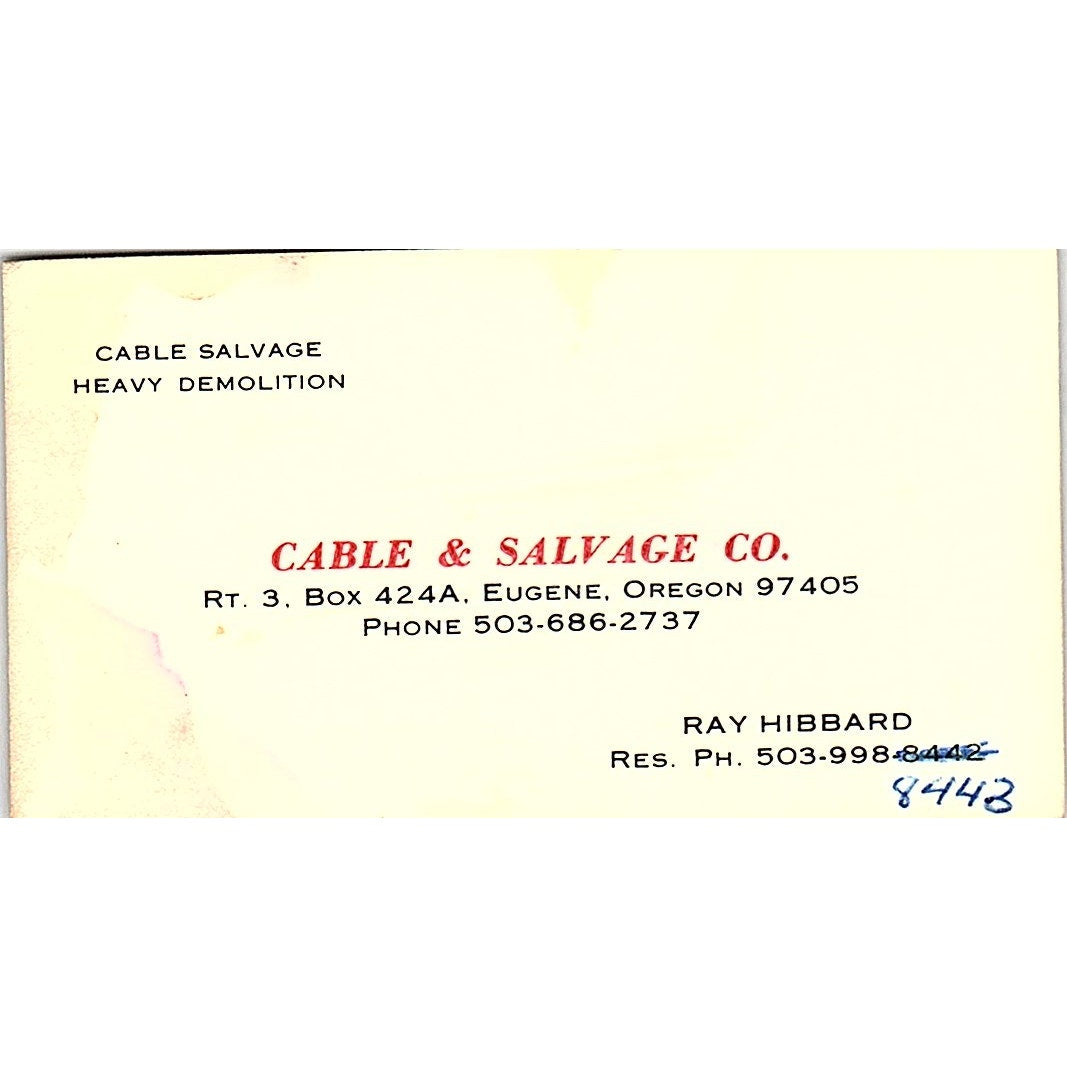 CABLE SALVAGE
HEAVY DEMOLITION
CABLE & SALVAGE CO.
RT. 3, BOX 424A, EUGENE, OREGON 97405
PHONE 503-686-2737
RAY HIBBARD
RES. PH. 503-998-8442
8443